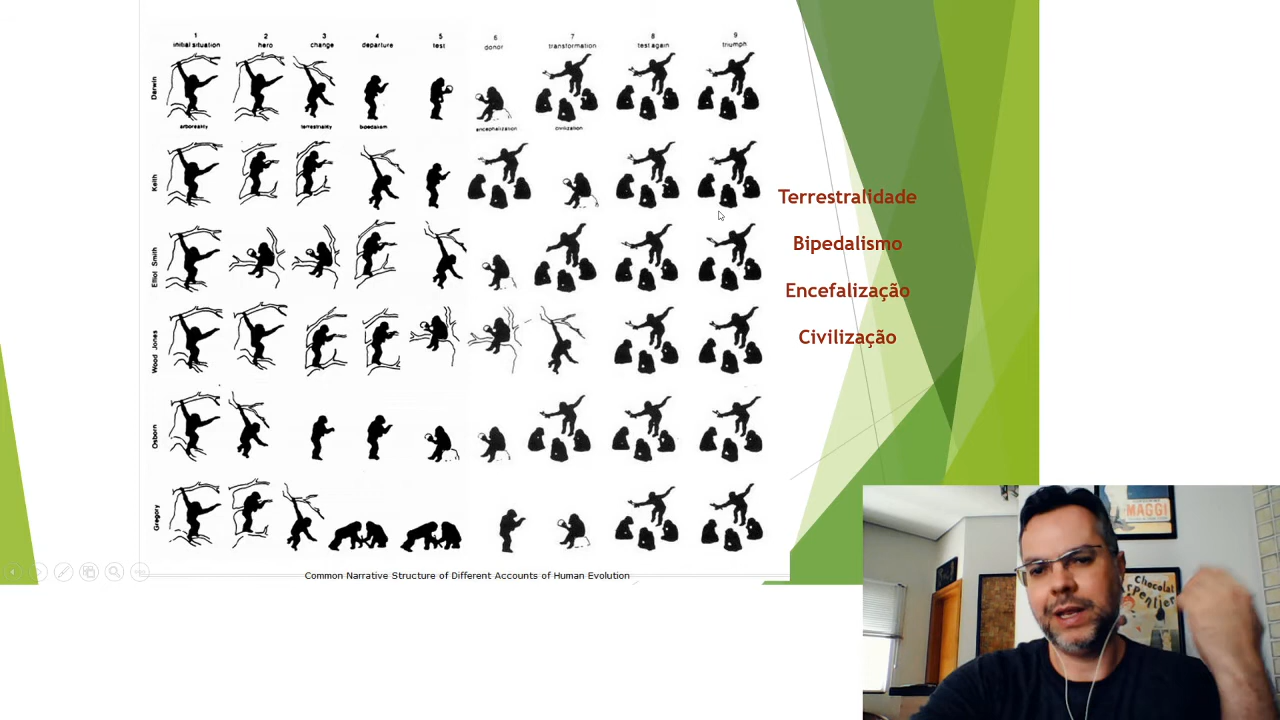 1 2 3 4 5 6 7 8 9
initial situation hero change departure test donor transformation test again triumph
Darwin
arboreality terrestriality bipedalism encephalization civilization
Keith
Elliot Smith
Wood Jones
Osborn
Gregory
Common Narrative Structure of Different Accounts of Human Evolution
Terrestralidade
Bipedalismo
Encefalização
Civilização
MAGGI
Chocolat
Carpentier